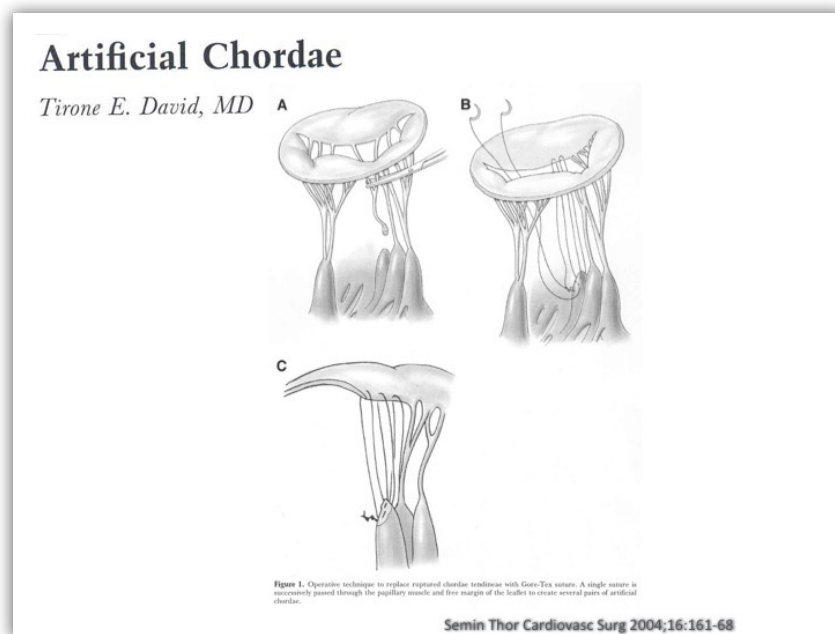 Artificial Chordae
Tirone E. David, MD
A
B
C
Figure 1. Operative technique to replace ruptured chordae tendineae with Gore-Tex suture. A single suture is
successively passed through the papillary muscle and free margin of the leaflet to create several pairs of artificial
chordae.
Semin Thor Cardiovasc Surg 2004;16:161-68